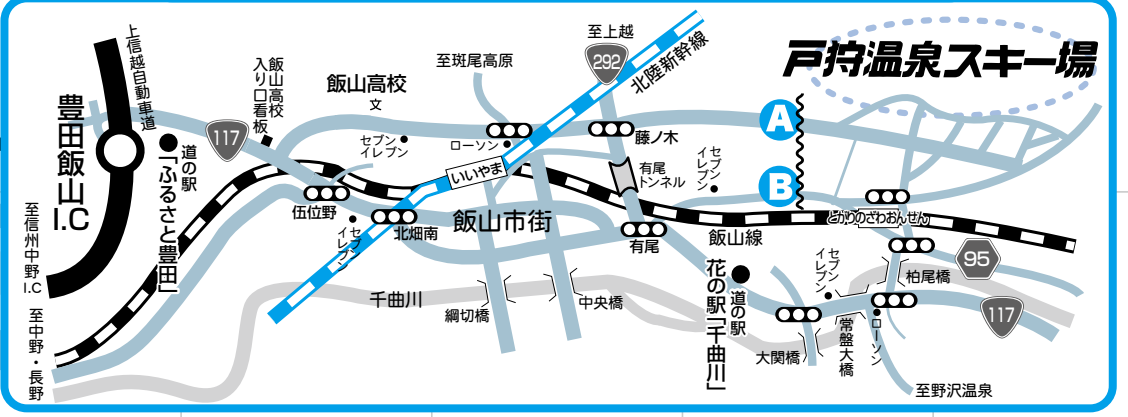 上信越自動車道
豊田飯山
I.C
至信州中野I.C
至中野・長野
道の駅
「ふるさと豊田」
117
飯山高校
入り口看板
飯山高校
文
セブン
イレブン
至斑尾高原
ローソン
至上越
292
北陸新幹線
藤ノ木
いいやま
有尾
トンネル
セブン
イレブン
A
B
戸狩温泉スキー場
伍位野
セブン
イレブン
北畑南
飯山市街
有尾
飯山線
とがりのざわおんせん
千曲川
綱切橋
中央橋
道の駅
花の駅「千曲川」
セブン
イレブン
柏尾橋
95
117
大関橋
常盤大橋
ローソン
至野沢温泉